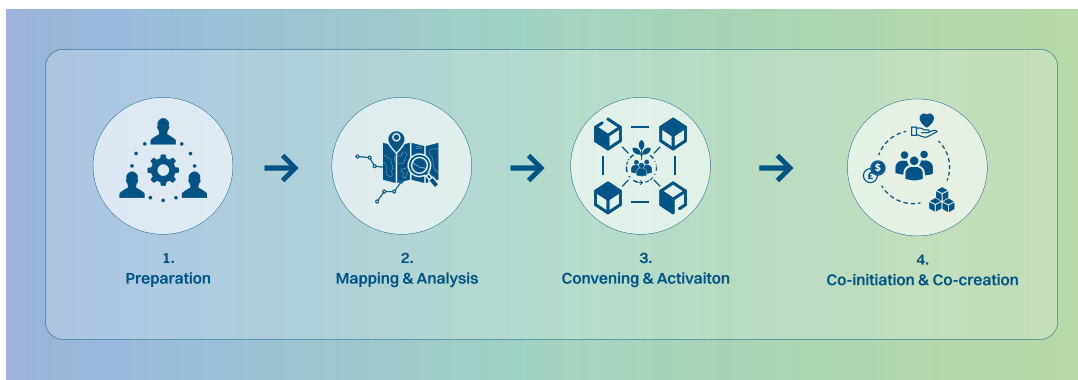 1.
Preparation
2.
Mapping & Analysis
3.
Convening & Activaiton
4.
Co-initiation & Co-creation
$
£